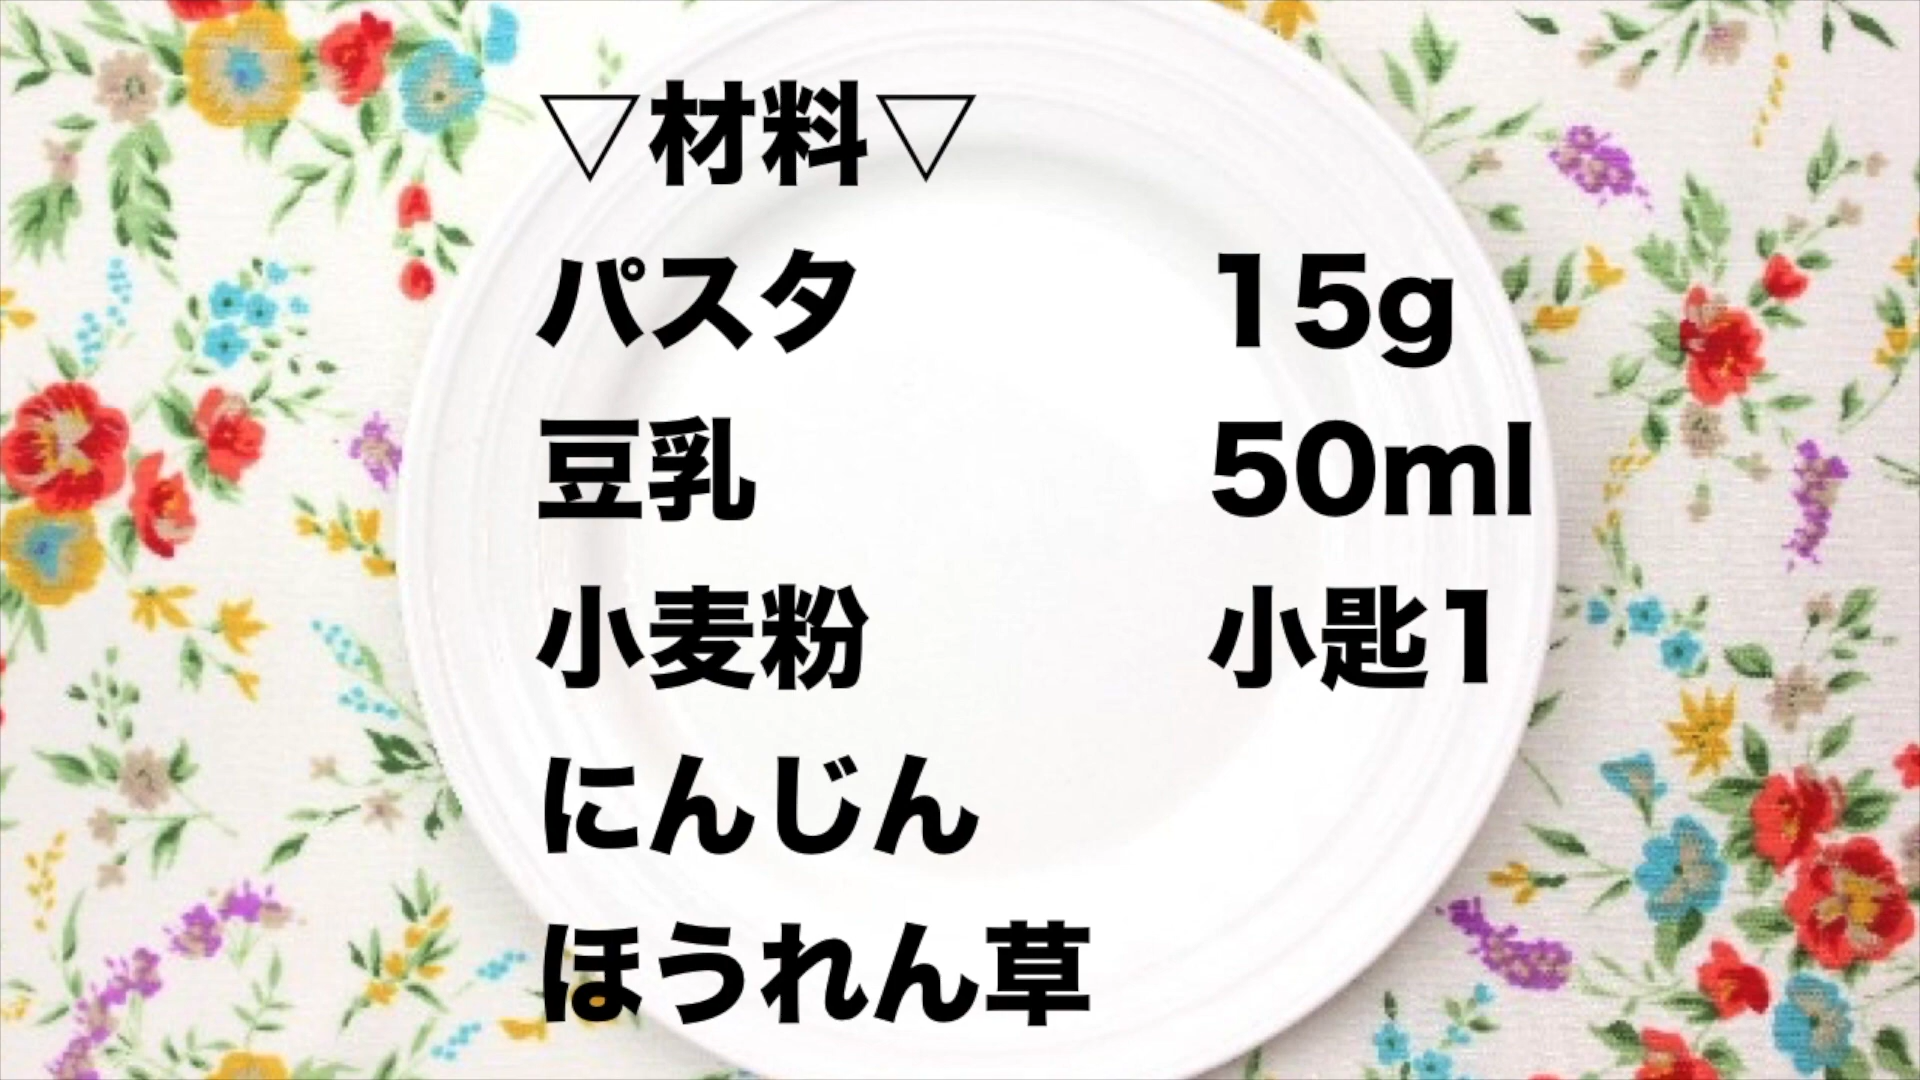 ▽材料▽
パスタ 15g
豆乳 50ml
小麦粉 小匙1
にんじん
ほうれん草